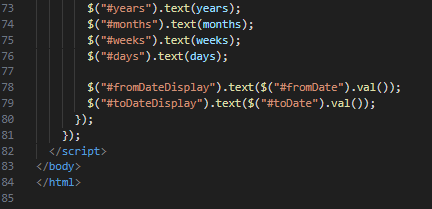 73 $("#years").text(years);
74 $("#months").text(months);
75 $("#weeks").text(weeks);
76 $("#days").text(days);
77
78 $("#fromDateDisplay").text($("#fromDate").val());
79 $("#toDateDisplay").text($("#toDate").val());
80 });
81 });
82 </script>
83 </body>
84 </html>
85